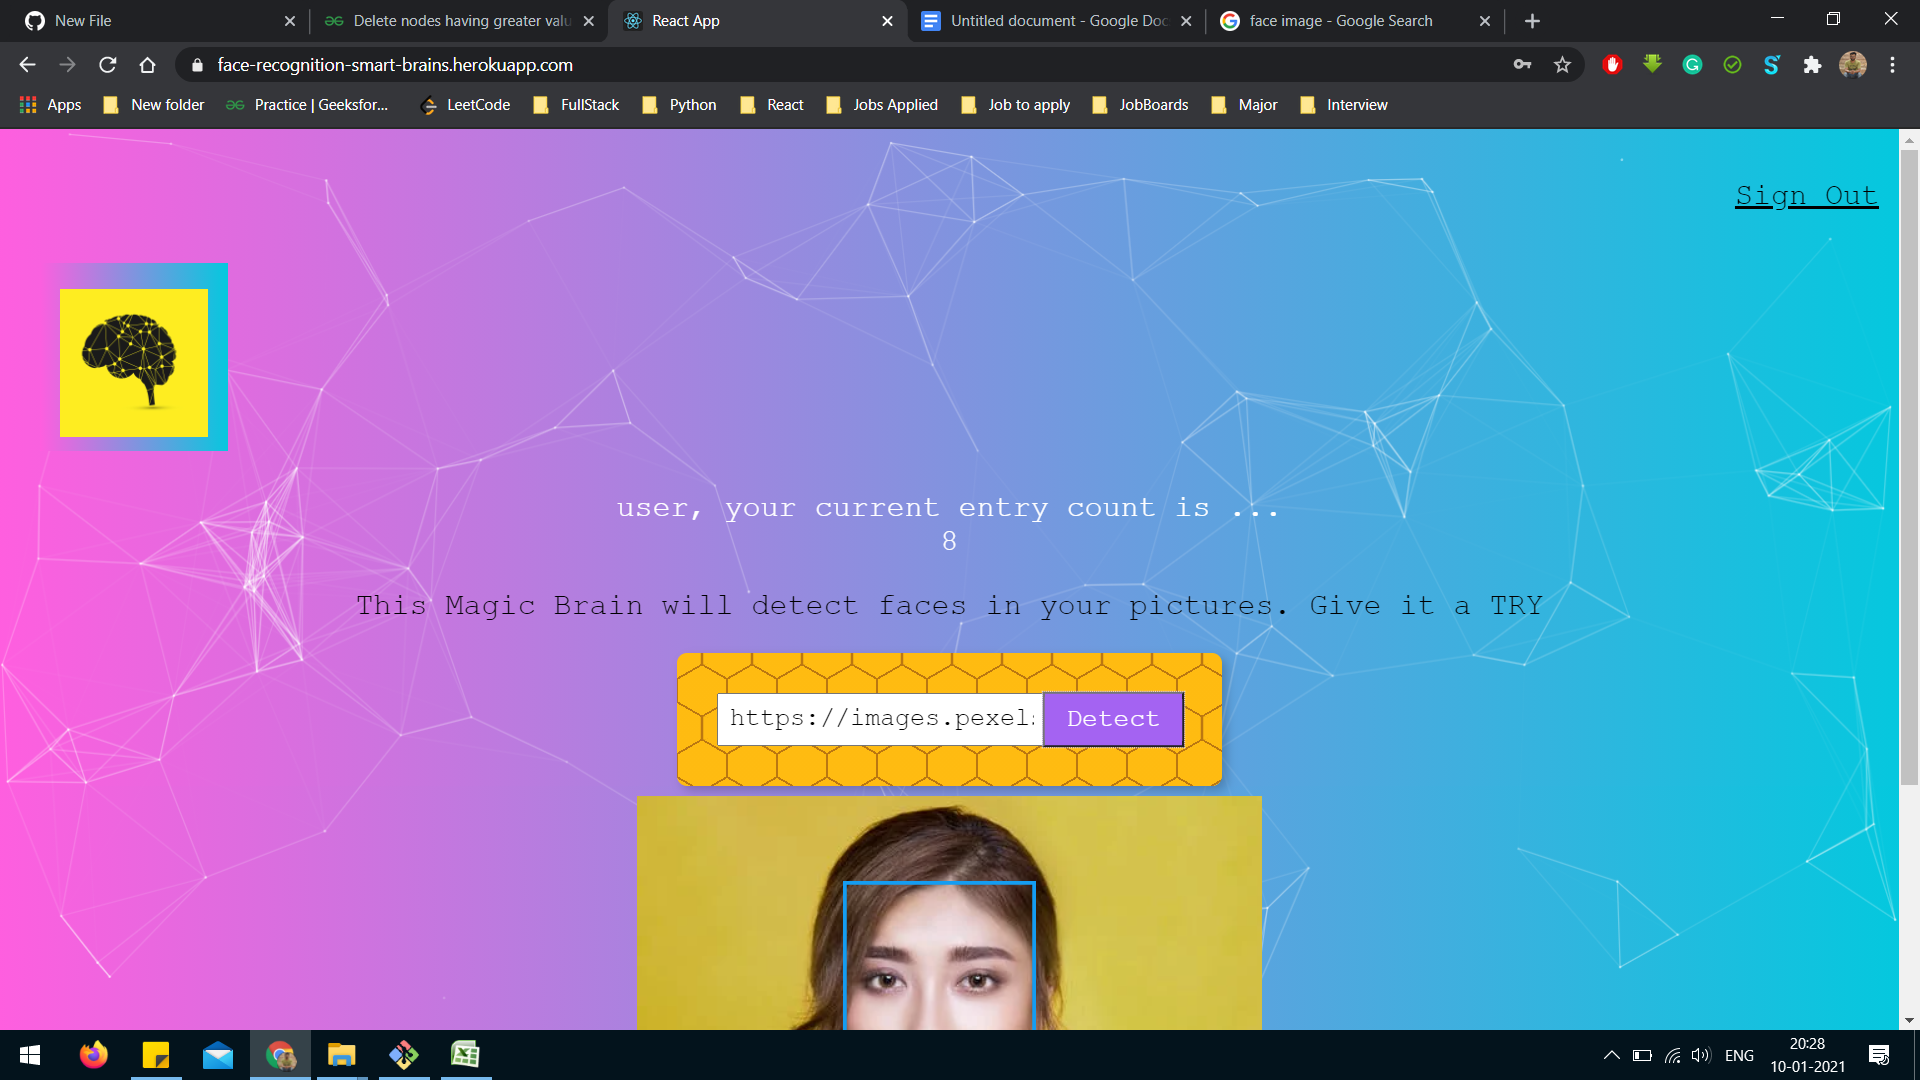 New File
Delete nodes having greater valu
React App
Untitled document - Google Doc
face image - Google Search
face-recognition-smart-brains.herokuapp.com
Apps
New folder
Practice | Geeksfor...
LeetCode
FullStack
Python
React
Jobs Applied
Job to apply
JobBoards
Major
Interview
Sign Out
user, your current entry count is ...
8
This Magic Brain will detect faces in your pictures. Give it a TRY
https://images.pexels
Detect
ENG
20:28
10-01-2021